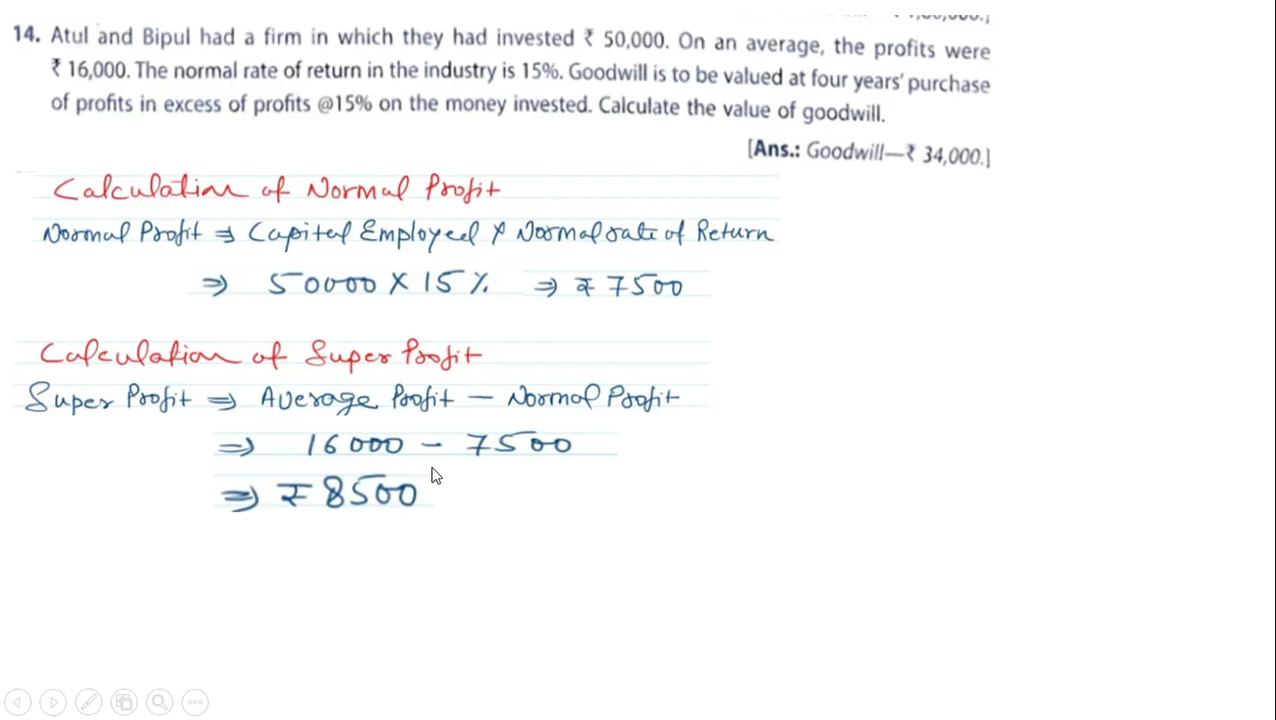 14. Atul and Bipul had a firm in which they had invested ₹ 50,000. On an average, the profits were
₹ 16,000. The normal rate of return in the industry is 15%. Goodwill is to be valued at four years' purchase
of profits in excess of profits @15% on the money invested. Calculate the value of goodwill.
[Ans.: Goodwill—₹ 34,000.]
Calculation of Normal Profit
Normal Profit ⇒ Capital Employed × Normal rate of Return
⇒ 50000 × 15% ⇒ ₹ 7500
Calculation of Super Profit
Super Profit ⇒ Average Profit – Normal Profit
⇒ 16000 – 7500
⇒ ₹ 8500